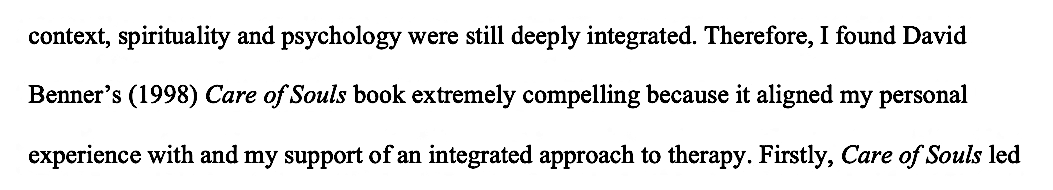 context, spirituality and psychology were still deeply integrated. Therefore, I found David
Benner’s (1998) Care of Souls book extremely compelling because it aligned my personal
experience with and my support of an integrated approach to therapy. Firstly, Care of Souls led